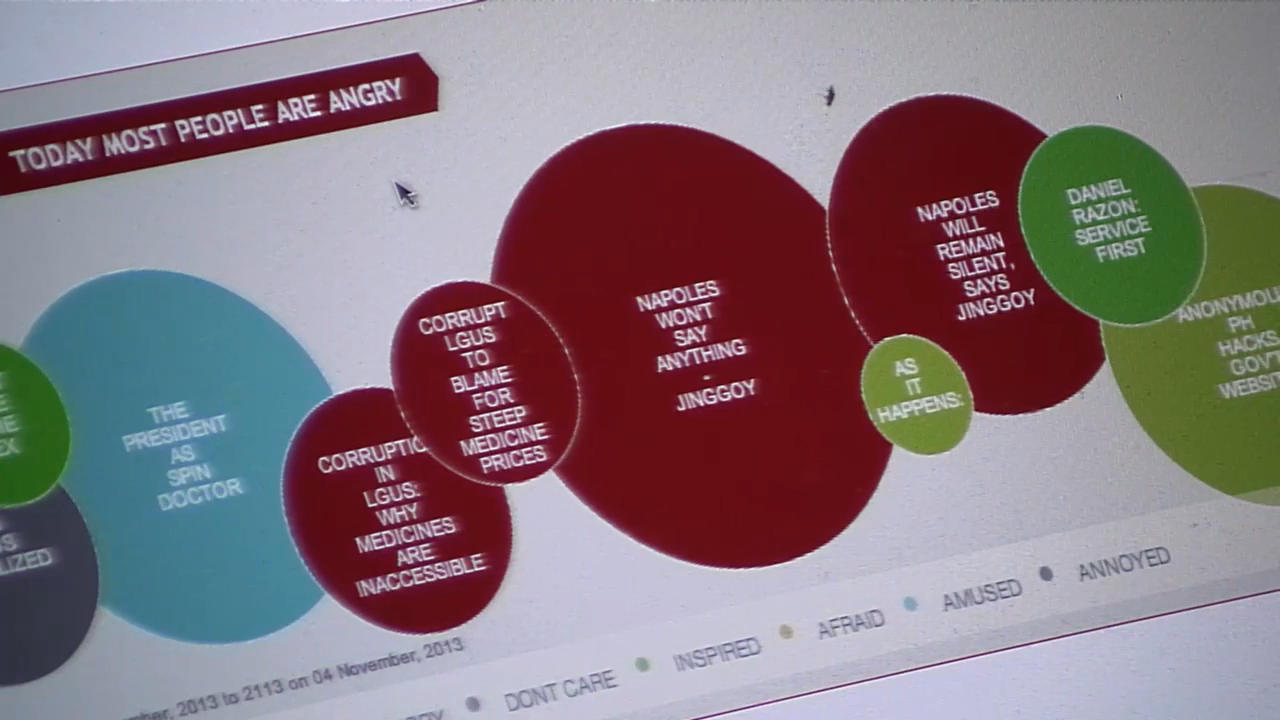 TODAY MOST PEOPLE ARE ANGRY
THE
PRESIDENT
AS
SPIN
DOCTOR
IN
LGUS:
WHY
MEDICINES
ARE
INACCESSIBLE
CORRUPT
LGUS
TO
BLAME
FOR
STEEP
MEDICINE
PRICES
NAPOLES
WON'T
SAY
ANYTHING
-
JINGGOY
NAPOLES
WILL
REMAIN
SILENT,
SAYS
JINGGOY
AS
IT
HAPPENS:
DANIEL
RAZON:
SERVICE
FIRST
PH
HACKS
GOV'T
2013 to 2113 on 04 November, 2013
DONT CARE
INSPIRED
AFRAID
AMUSED
ANNOYED